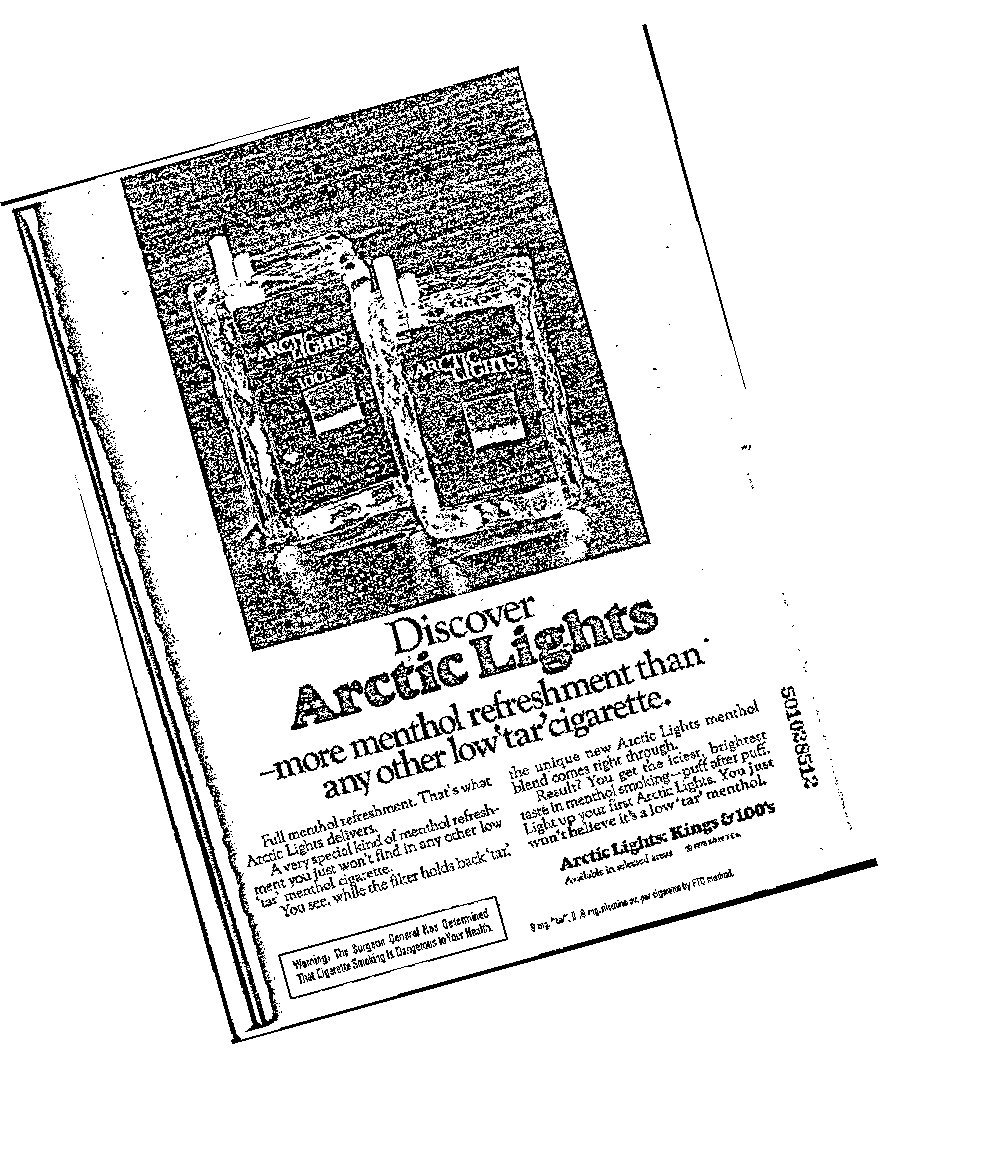 ARCTIC
LIGHTS
100's
ARCTIC
LIGHTS
Discover
Arctic Lights
–more menthol refreshment than
any other low 'tar' cigarette.
Full menthol refreshment. That's what
Arctic Lights delivers.
A very special kind of menthol refresh-
ment you just won't find in any other low
'tar' menthol cigarette.
You see, while the filter holds back 'tar,'
the unique new Arctic Lights menthol
blend comes right through.
Result? You get the iciest, brightest
taste in menthol smoking—puff after puff.
Light up your first Arctic Lights. You just
won't believe it's a low 'tar' menthol.
Arctic Lights: Kings & 100's
Available in selected areas
Warning: The Surgeon General Has Determined
That Cigarette Smoking Is Dangerous to Your Health.
9 mg. "tar", 0.8 mg. nicotine av. per cigarette by FTC method.
501028512